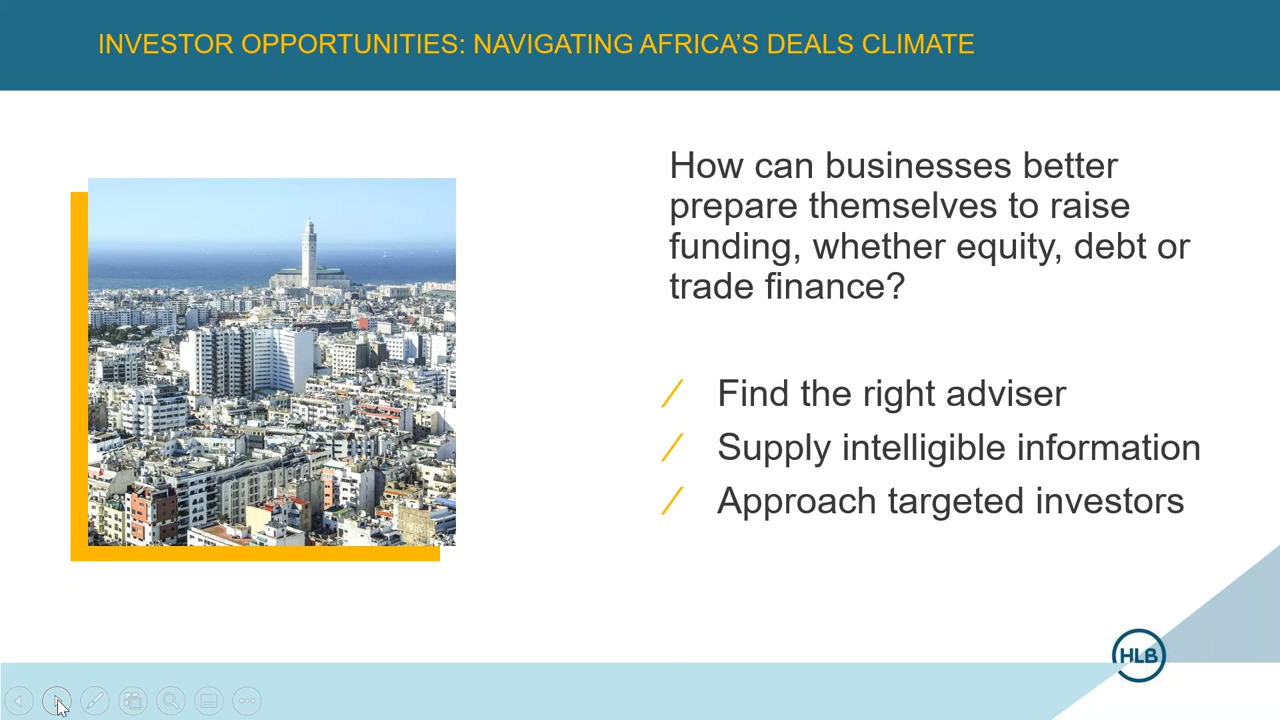 INVESTOR OPPORTUNITIES: NAVIGATING AFRICA'S DEALS CLIMATE
How can businesses better
prepare themselves to raise
funding, whether equity, debt or
trade finance?
Find the right adviser
Supply intelligible information
Approach targeted investors
HLB